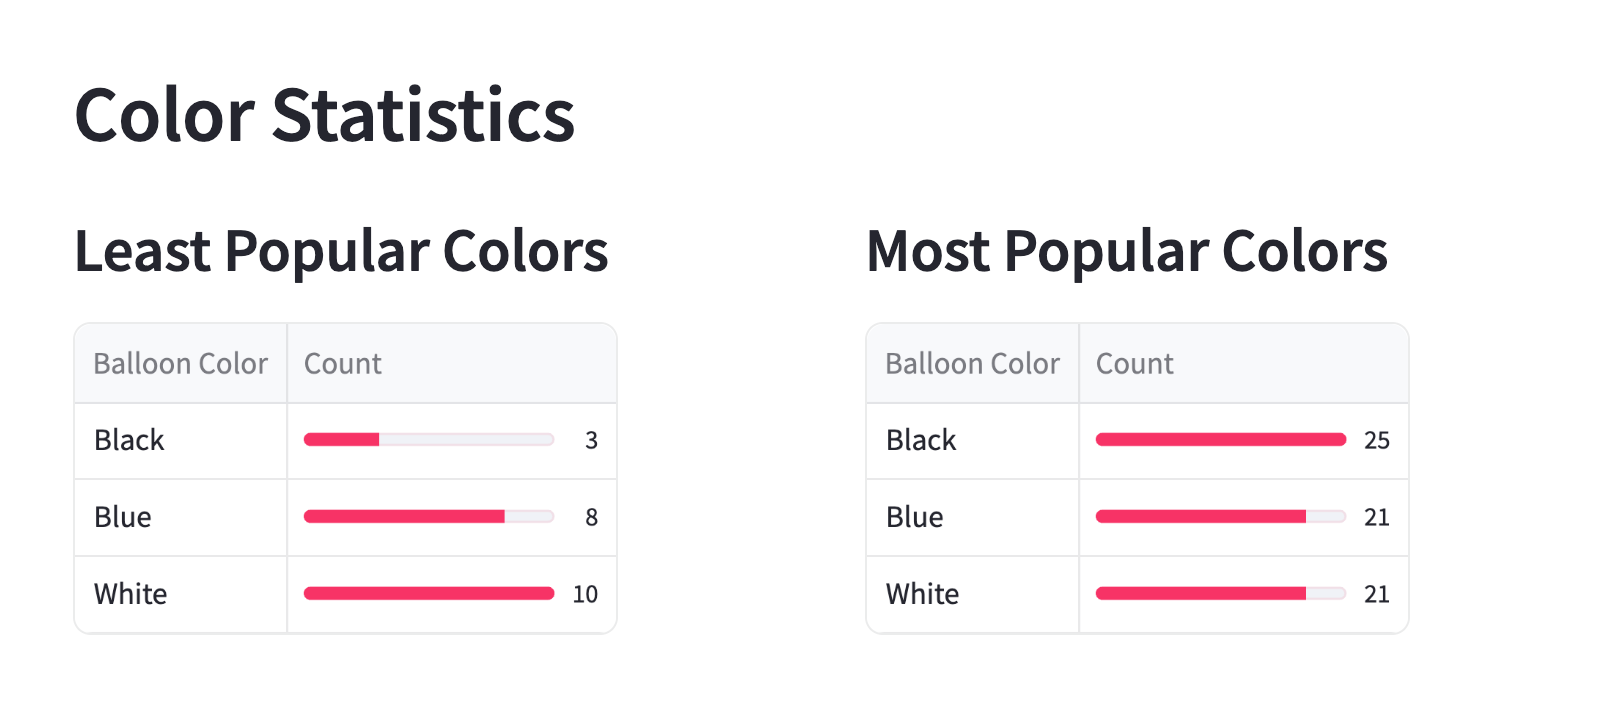 Color Statistics
Least Popular Colors
Balloon Color Count
Black 3
Blue 8
White 10
Most Popular Colors
Balloon Color Count
Black 25
Blue 21
White 21